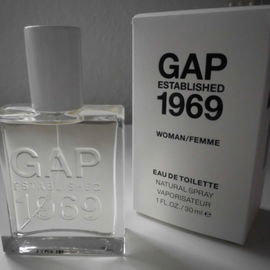 GAP
ESTABLISHED
1969
GAP
ESTABLISHED
1969
WOMAN/FEMME
EAU DE TOILETTE
NATURAL SPRAY
VAPORISATEUR
1 FL.OZ./30 ml ℮